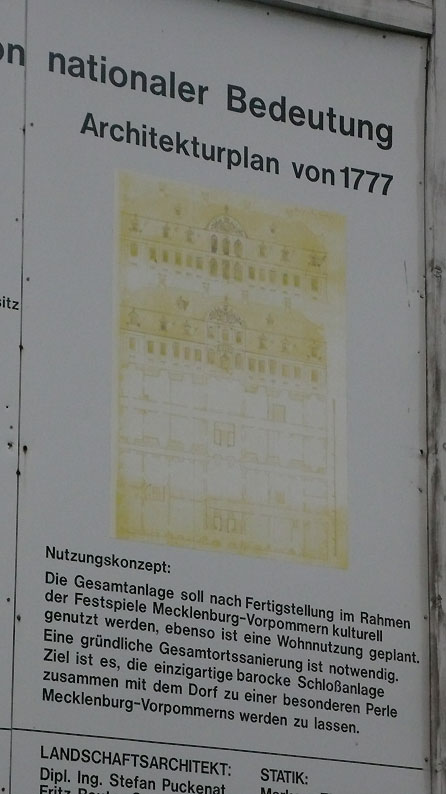 nationaler Bedeutung
Architekturplan von 1777
sitz
Nutzungskonzept:
Die Gesamtanlage soll nach Fertigstellung im Rahmen
der Festspiele Mecklenburg-Vorpommern kulturell
genutzt werden, ebenso ist eine Wohnnutzung geplant.
Eine gründliche Gesamtortssanierung ist notwendig.
Ziel ist es, die einzigartige barocke Schloßanlage
zusammen mit dem Dorf zu einer besonderen Perle
Mecklenburg-Vorpommerns werden zu lassen.
LANDSCHAFTSARCHITEKT:
Dipl. Ing. Stefan Puckenat
Fritz
STATIK: